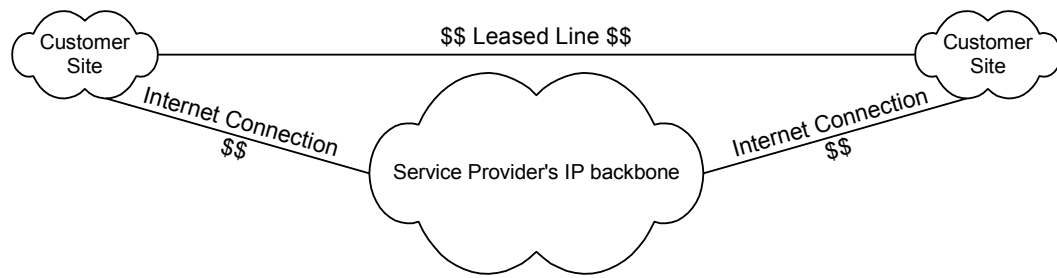 Customer
Site
$$ Leased Line $$
Customer
Site
Internet Connection
$$
Service Provider's IP backbone
Internet Connection
$$